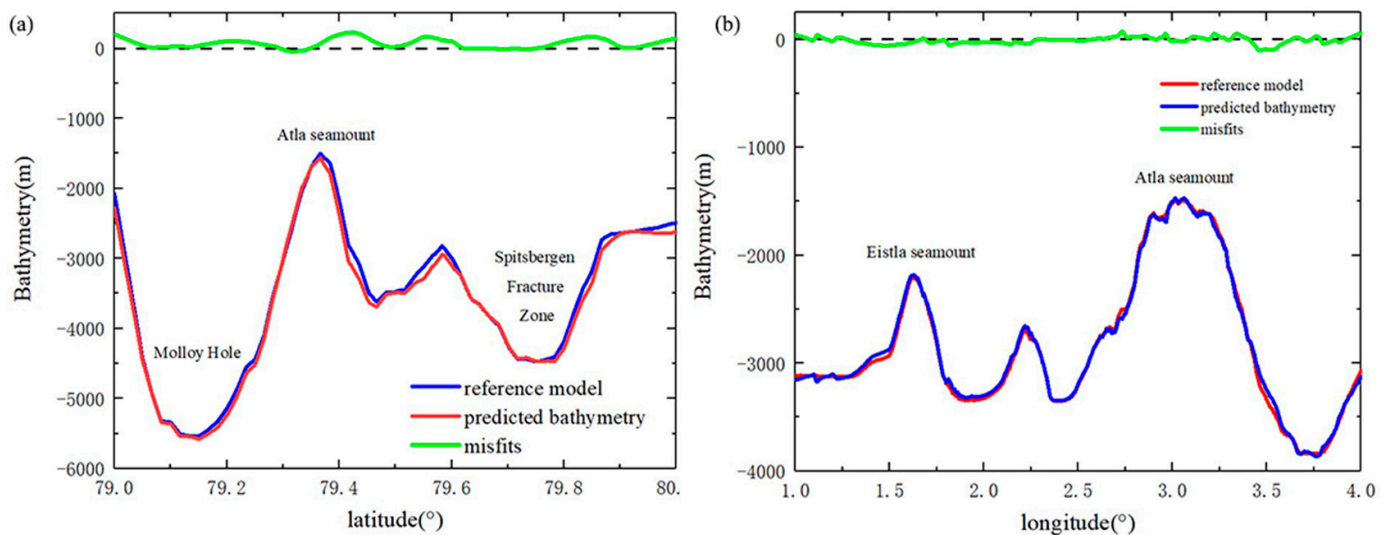 (a)
0
-1000
-2000
-3000
-4000
-5000
-6000
Bathymetry(m)
Atla seamount
Molloy Hole
Spitsbergen
Fracture
Zone
reference model
predicted bathymetry
misfits
79.0
79.2
79.4
79.6
79.8
80.
latitude(°)
(b)
0
-1000
-2000
-3000
-4000
Bathymetry(m)
reference model
predicted bathymetry
misfits
Atla seamount
Eistla seamount
1.0
1.5
2.0
2.5
3.0
3.5
4.0
longitude(°)